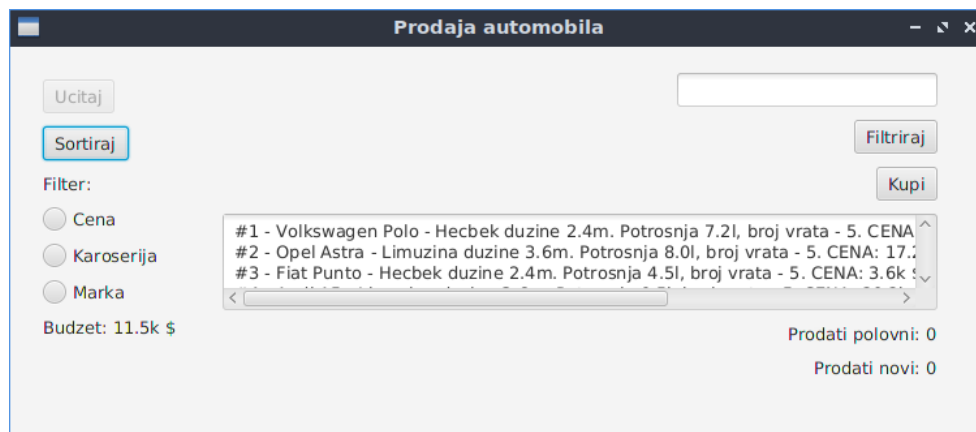 Prodaja automobila
Ucitaj
Sortiraj
Filtriraj
Filter:
Kupi
Cena
Karoserija
Marka
#1 - Volkswagen Polo - Hecbek duzine 2.4m. Potrosnja 7.2l, broj vrata - 5. CENA
#2 - Opel Astra - Limuzina duzine 3.6m. Potrosnja 8.0l, broj vrata - 5. CENA: 17.2
#3 - Fiat Punto - Hecbek duzine 2.4m. Potrosnja 4.5l, broj vrata - 5. CENA: 3.6k
Budzet: 11.5k $
Prodati polovni: 0
Prodati novi: 0